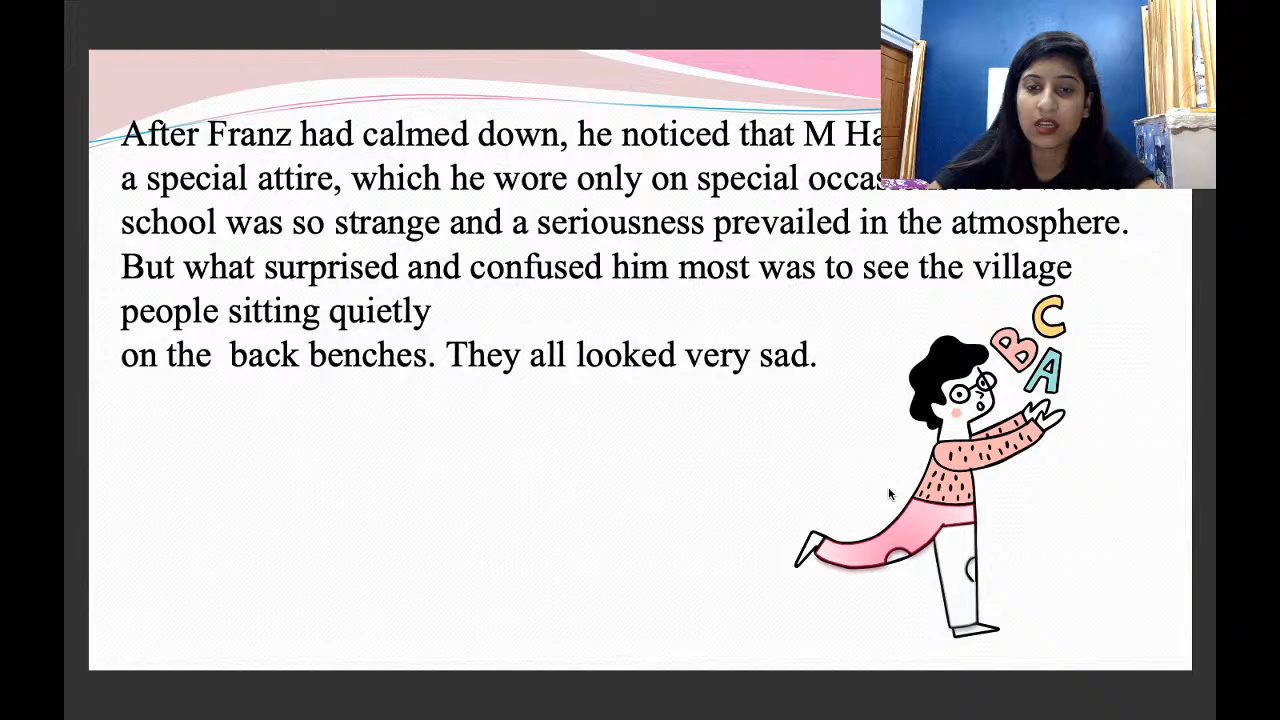 After Franz had calmed down, he noticed that M
a special attire, which he wore only on special
school was so strange and a seriousness prevailed in the atmosphere.
But what surprised and confused him most was to see the village
people sitting quietly
on the  back benches. They all looked very sad.
C
B
A